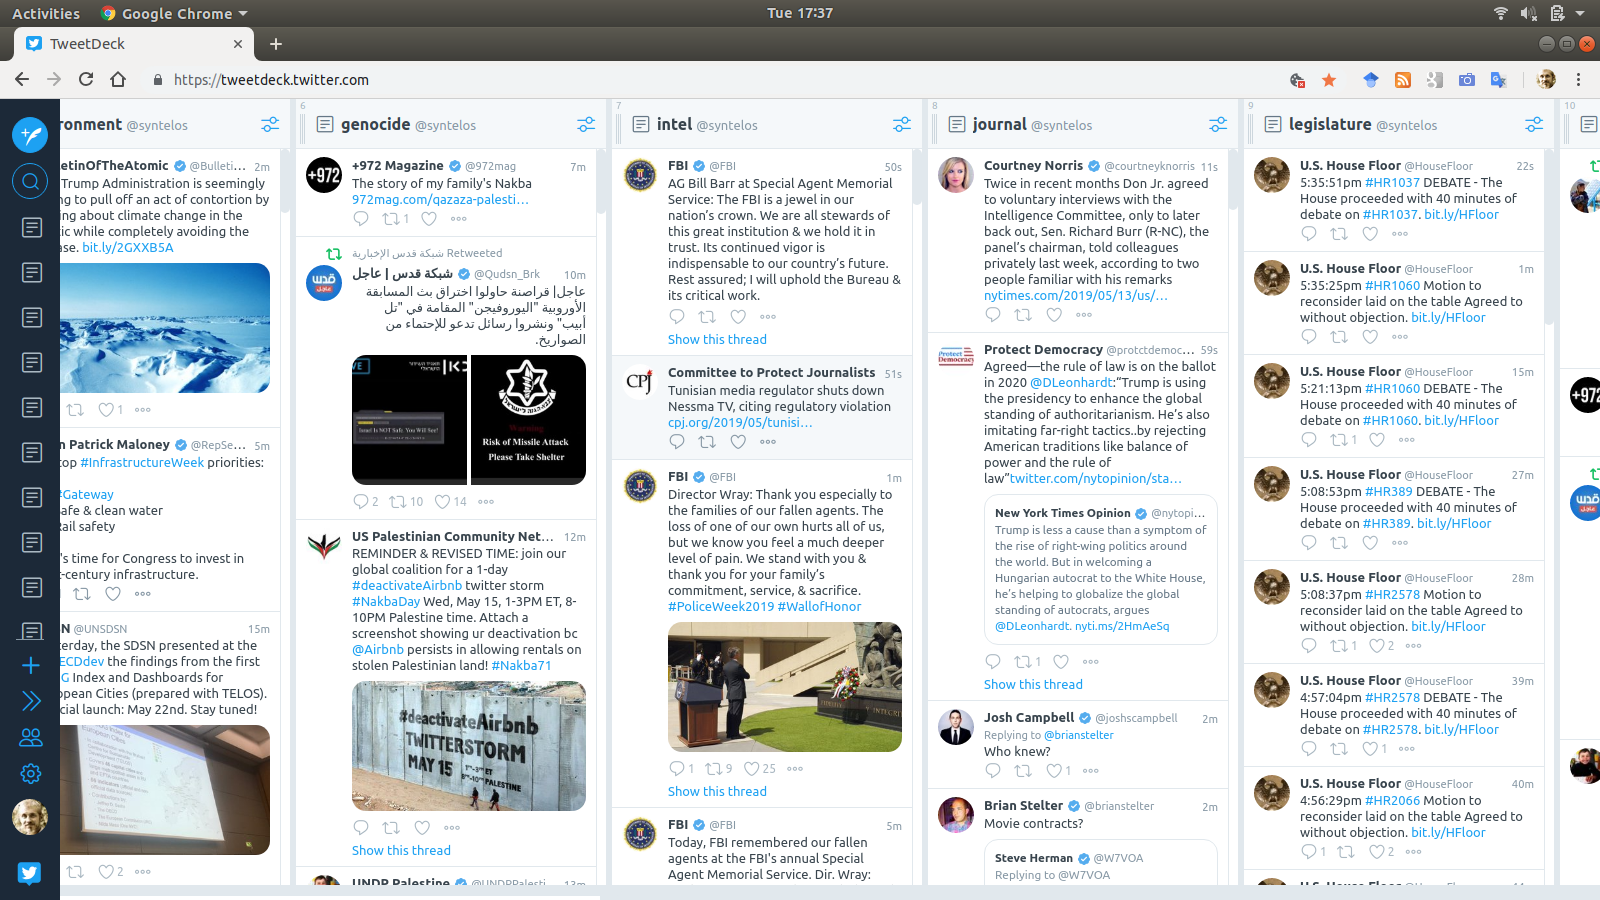 Activities
Google Chrome
Tue 17:37
TweetDeck
https://tweetdeck.twitter.com
ronment @syntelos
letinOfTheAtomic @Bulleti... 2m
Trump Administration is seemingly
ng to pull off an act of contortion by
ing about climate change in the
tic while completely avoiding the
ase. bit.ly/2GXXB5A
1
n Patrick Maloney @RepSe... 5m
top #InfrastructureWeek priorities:
#Gateway
afe & clean water
Rail safety
's time for Congress to invest in
t-century infrastructure.
N @UNSDSN 15m
terday, the SDSN presented at the
ECDdev the findings from the first
G Index and Dashboards for
opean Cities (prepared with TELOS).
cial launch: May 22nd. Stay tuned!
European Cities
2
6
genocide @syntelos
+972
+972 Magazine @972mag 7m
The story of my family's Nakba
972mag.com/qazaza-palesti...
1
شبكة قدس الإخبارية Retweeted
شبكة قدس | عاجل @Qudsn_Brk 10m
عاجل| قراصنة حاولوا اختراق بث المسابقة
الأوروبية "اليوروفيجن" المقامة في "تل
أبيب" ونشروا رسائل تدعو للإحتماء من
الصواريخ.
Israel Is NOT Safe. You Will See!
Warning
Risk of Missile Attack
Please Take Shelter
2 10 14
US Palestinian Community Net... 12m
REMINDER & REVISED TIME: join our
global coalition for a 1-day
#deactivateAirbnb twitter storm
#NakbaDay Wed, May 15, 1-3PM ET, 8-
10PM Palestine time. Attach a
screenshot showing ur deactivation bc
@Airbnb persists in allowing rentals on
stolen Palestinian land! #Nakba71
#deactivateAirbnb
TWITTERSTORM
MAY 15 1PM-3PM ET
8PM-10PM PALESTINE
Show this thread
UNDP Palestine @UNDPPalesti... 13m
7
intel @syntelos
FBI @FBI 50s
AG Bill Barr at Special Agent Memorial
Service: The FBI is a jewel in our
nation's crown. We are all stewards of
this great institution & we hold it in
trust. Its continued vigor is
indispensable to our country's future.
Rest assured; I will uphold the Bureau &
its critical work.
Show this thread
CPJ
Committee to Protect Journalists 51s
Tunisian media regulator shuts down
Nessma TV, citing regulatory violation
cpj.org/2019/05/tunisi...
FBI @FBI 1m
Director Wray: Thank you especially to
the families of our fallen agents. The
loss of one of our own hurts all of us,
but we know you feel a much deeper
level of pain. We stand with you &
thank you for your family's
commitment, service, & sacrifice.
#PoliceWeek2019 #WallofHonor
1 9 25
Show this thread
FBI @FBI 5m
Today, FBI remembered our fallen
agents at the FBI's annual Special
Agent Memorial Service. Dir. Wray:
8
journal @syntelos
Courtney Norris @courtneyknorris 11s
Twice in recent months Don Jr. agreed
to voluntary interviews with the
Intelligence Committee, only to later
back out, Sen. Richard Burr (R-NC), the
panel's chairman, told colleagues
privately last week, according to two
people familiar with his remarks
nytimes.com/2019/05/13/us/...
Protect Democracy
Protect Democracy @protctdemoc... 59s
Agreed—the rule of law is on the ballot
in 2020 @DLeonhardt:"Trump is using
the presidency to enhance the global
standing of authoritarianism. He's also
imitating far-right tactics..by rejecting
American traditions like balance of
power and the rule of
law"twitter.com/nytopinion/sta...
New York Times Opinion @nytopi...
Trump is less a cause than a symptom of
the rise of right-wing politics around
the world. But in welcoming a
Hungarian autocrat to the White House,
he's helping to globalize the global
standing of autocrats, argues
@DLeonhardt. nyti.ms/2HmAeSq
1
Show this thread
Josh Campbell @joshscampbell 2m
Replying to @brianstelter
Who knew?
1
Brian Stelter @brianstelter 2m
Movie contracts?
Steve Herman @W7VOA
Replying to @W7VOA
9
legislature @syntelos
U.S. House Floor @HouseFloor 22s
5:35:51pm #HR1037 DEBATE - The
House proceeded with 40 minutes of
debate on #HR1037. bit.ly/HFloor
U.S. House Floor @HouseFloor 1m
5:35:25pm #HR1060 Motion to
reconsider laid on the table Agreed to
without objection. bit.ly/HFloor
U.S. House Floor @HouseFloor 15m
5:21:13pm #HR1060 DEBATE - The
House proceeded with 40 minutes of
debate on #HR1060. bit.ly/HFloor
1
U.S. House Floor @HouseFloor 27m
5:08:53pm #HR389 DEBATE - The
House proceeded with 40 minutes of
debate on #HR389. bit.ly/HFloor
U.S. House Floor @HouseFloor 28m
5:08:37pm #HR2578 Motion to
reconsider laid on the table Agreed to
without objection. bit.ly/HFloor
1 2
U.S. House Floor @HouseFloor 39m
4:57:04pm #HR2578 DEBATE - The
House proceeded with 40 minutes of
debate on #HR2578. bit.ly/HFloor
1
U.S. House Floor @HouseFloor 40m
4:56:29pm #HR2066 Motion to
reconsider laid on the table Agreed to
without objection. bit.ly/HFloor
1 2
U.S. House Floor @HouseFloor
10
+972